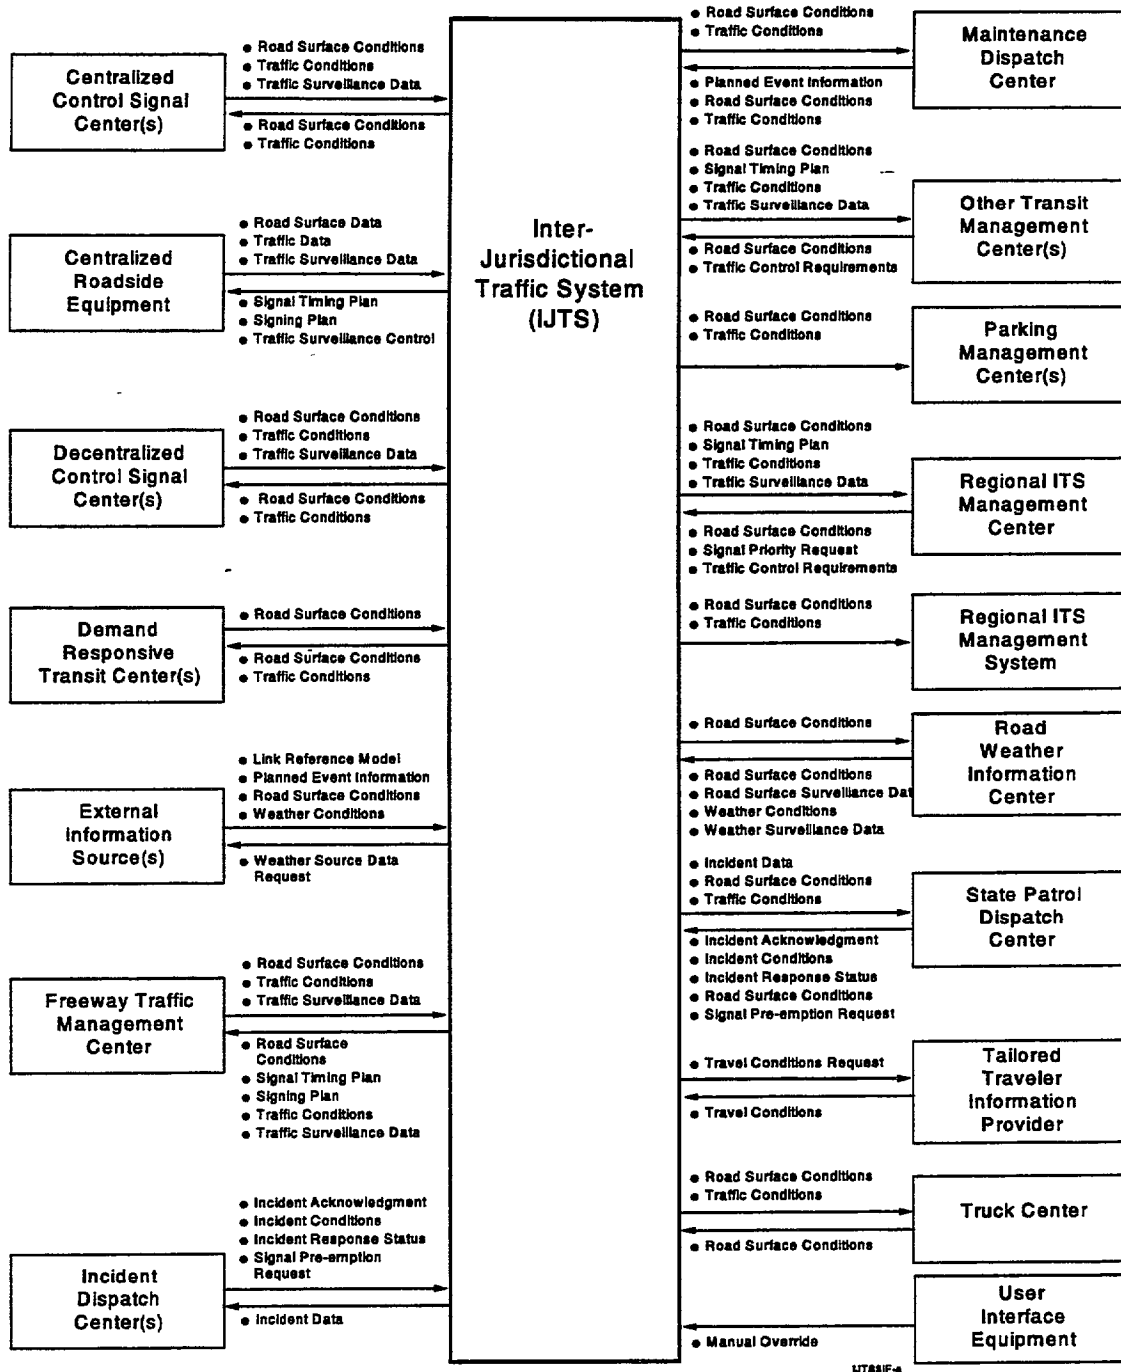 Centralized
Control Signal
Center(s)
● Road Surface Conditions
● Traffic Conditions
● Traffic Surveillance Data
● Road Surface Conditions
● Traffic Conditions
Centralized
Roadside
Equipment
● Road Surface Data
● Traffic Data
● Traffic Surveillance Data
● Signal Timing Plan
● Signing Plan
● Traffic Surveillance Control
Decentralized
Control Signal
Center(s)
● Road Surface Conditions
● Traffic Conditions
● Traffic Surveillance Data
● Road Surface Conditions
● Traffic Conditions
Demand
Responsive
Transit Center(s)
● Road Surface Conditions
● Road Surface Conditions
● Traffic Conditions
External
Information
Source(s)
● Link Reference Model
● Planned Event Information
● Road Surface Conditions
● Weather Conditions
● Weather Source Data
Request
Freeway Traffic
Management
Center
● Road Surface Conditions
● Traffic Conditions
● Traffic Surveillance Data
● Road Surface
Conditions
● Signal Timing Plan
● Signing Plan
● Traffic Conditions
● Traffic Surveillance Data
Incident
Dispatch
Center(s)
● Incident Acknowledgment
● Incident Conditions
● Incident Response Status
● Signal Pre-emption
Request
● Incident Data
Inter-
Jurisdictional
Traffic System
(IJTS)
● Road Surface Conditions
● Traffic Conditions
● Planned Event Information
● Road Surface Conditions
● Traffic Conditions
Maintenance
Dispatch
Center
● Road Surface Conditions
● Signal Timing Plan
● Traffic Conditions
● Traffic Surveillance Data
● Road Surface Conditions
● Traffic Control Requirements
Other Transit
Management
Center(s)
● Road Surface Conditions
● Traffic Conditions
Parking
Management
Center(s)
● Road Surface Conditions
● Signal Timing Plan
● Traffic Conditions
● Traffic Surveillance Data
● Road Surface Conditions
● Signal Priority Request
● Traffic Control Requirements
Regional ITS
Management
Center
● Road Surface Conditions
● Traffic Conditions
Regional ITS
Management
System
● Road Surface Conditions
● Road Surface Conditions
● Road Surface Surveillance Dat
● Weather Conditions
● Weather Surveillance Data
Road
Weather
Information
Center
● Incident Data
● Road Surface Conditions
● Traffic Conditions
● Incident Acknowledgment
● Incident Conditions
● Incident Response Status
● Road Surface Conditions
● Signal Pre-emption Request
State Patrol
Dispatch
Center
● Travel Conditions Request
● Travel Conditions
Tailored
Traveler
Information
Provider
● Road Surface Conditions
● Traffic Conditions
● Road Surface Conditions
Truck Center
● Manual Override
User
Interface
Equipment